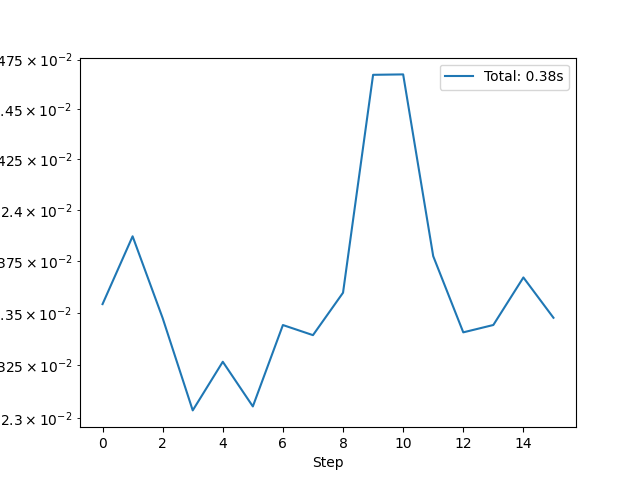 475 × 10⁻²
.45 × 10⁻²
425 × 10⁻²
2.4 × 10⁻²
375 × 10⁻²
.35 × 10⁻²
325 × 10⁻²
2.3 × 10⁻²
0 2 4 6 8 10 12 14
Step
Total: 0.38s